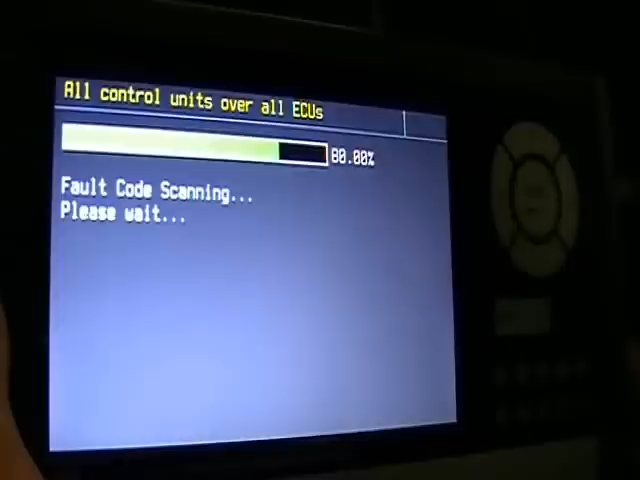 All control units over all ECUs
80.00%
Fault Code Scanning...
Please wait...